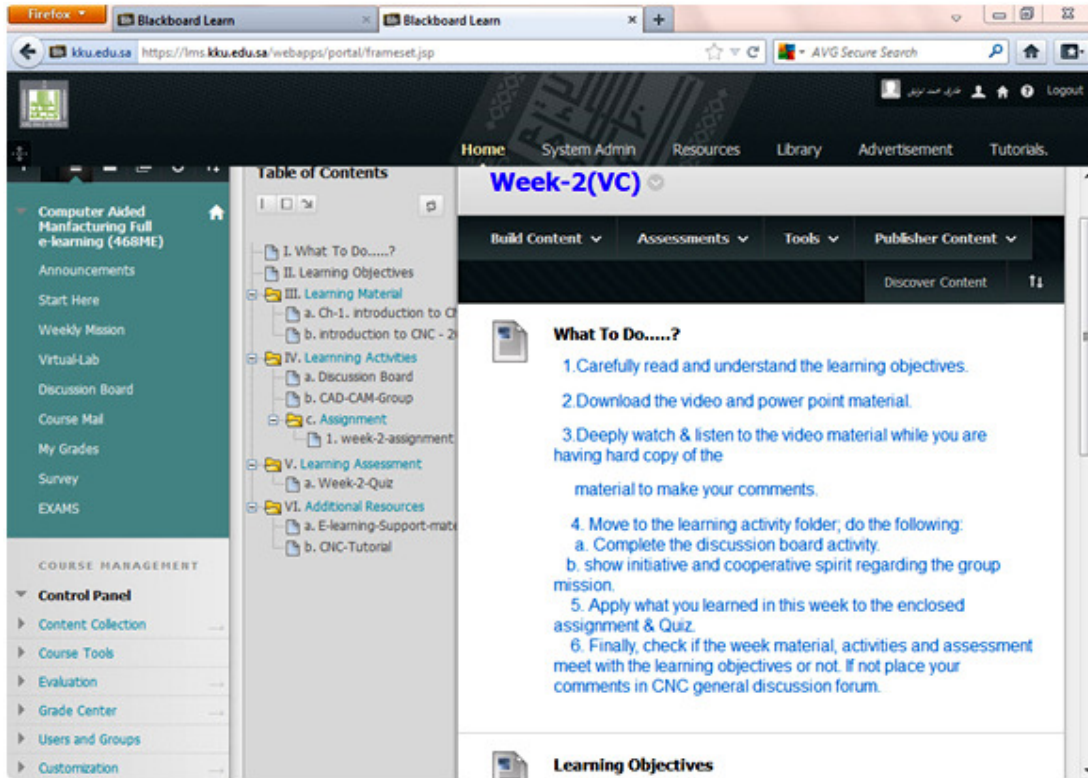 Firefox
Blackboard Learn
Blackboard Learn
kku.edu.sa https://lms.kku.edu.sa/webapps/portal/frameset.jsp
AVG Secure Search
Logout
Home System Admin Resources Library Advertisement Tutorials.
Computer Aided
Manfacturing Full
e-learning (468ME)
Announcements
Start Here
Weekly Mission
Virtual-Lab
Discussion Board
Course Mail
My Grades
Survey
EXAMS
COURSE MANAGEMENT
Control Panel
Content Collection
Course Tools
Evaluation
Grade Center
Users and Groups
Customization
Table of Contents
I. What To Do.....?
II. Learning Objectives
III. Learning Material
a. Ch-1. introduction to
b. introduction to CNC - 2
IV. Learnning Activities
a. Discussion Board
b. CAD-CAM-Group
c. Assignment
1. week-2-assignment
V. Learning Assessment
a. Week-2-Quiz
VI. Additional Resources
a. E-learning-Support-mate
b. CNC-Tutorial
Week-2(VC)
Build Content Assessments Tools Publisher Content
Discover Content
What To Do.....?
1.Carefully read and understand the learning objectives.
2.Download the video and power point material.
3.Deeply watch & listen to the video material while you are
having hard copy of the
material to make your comments.
4. Move to the learning activity folder; do the following:
a. Complete the discussion board activity.
b. show initiative and cooperative spirit regarding the group
mission.
5. Apply what you learned in this week to the enclosed
assignment & Quiz.
6. Finally, check if the week material, activities and assessment
meet with the learning objectives or not. If not place your
comments in CNC general discussion forum.
Learning Objectives